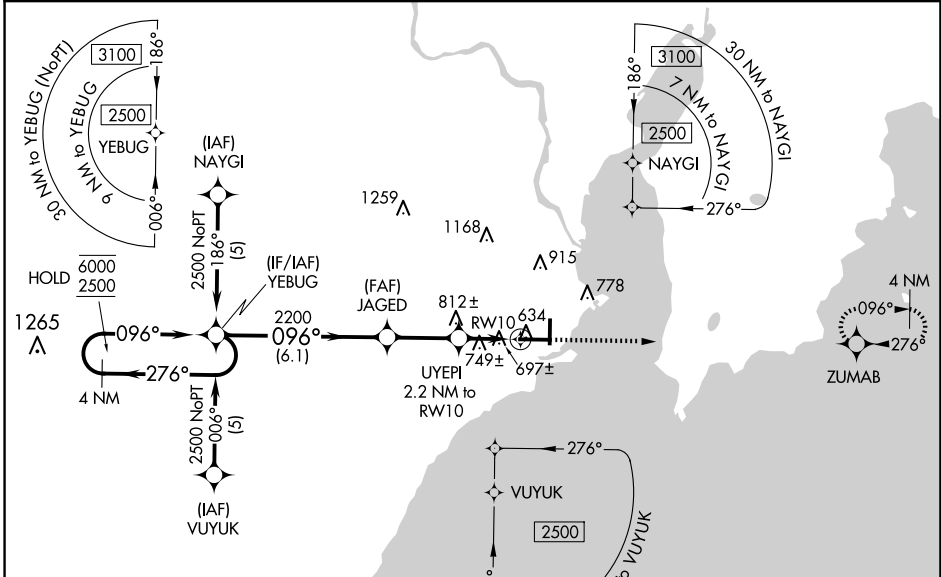 3100
186°
30 NM to YEBUG (NoPT)
9 NM to YEBUG
2500
YEBUG
006°
3100
186°
30 NM to NAYGI
7 NM to NAYGI
2500
NAYGI
276°
(IAF)
NAYGI
2500 NoPT
186°
(5)
1259
1168
915
778
HOLD
6000
2500
(IF/IAF)
YEBUG
(FAF)
JAGED
1265
096°
2200
096°
(6.1)
812±
RW10
634
749±
697±
276°
4 NM
UYEPI
2.2 NM to
RW10
4 NM
096°
276°
ZUMAB
2500 NoPT
006°
(5)
(IAF)
VUYUK
276°
VUYUK
2500
o VUYUK